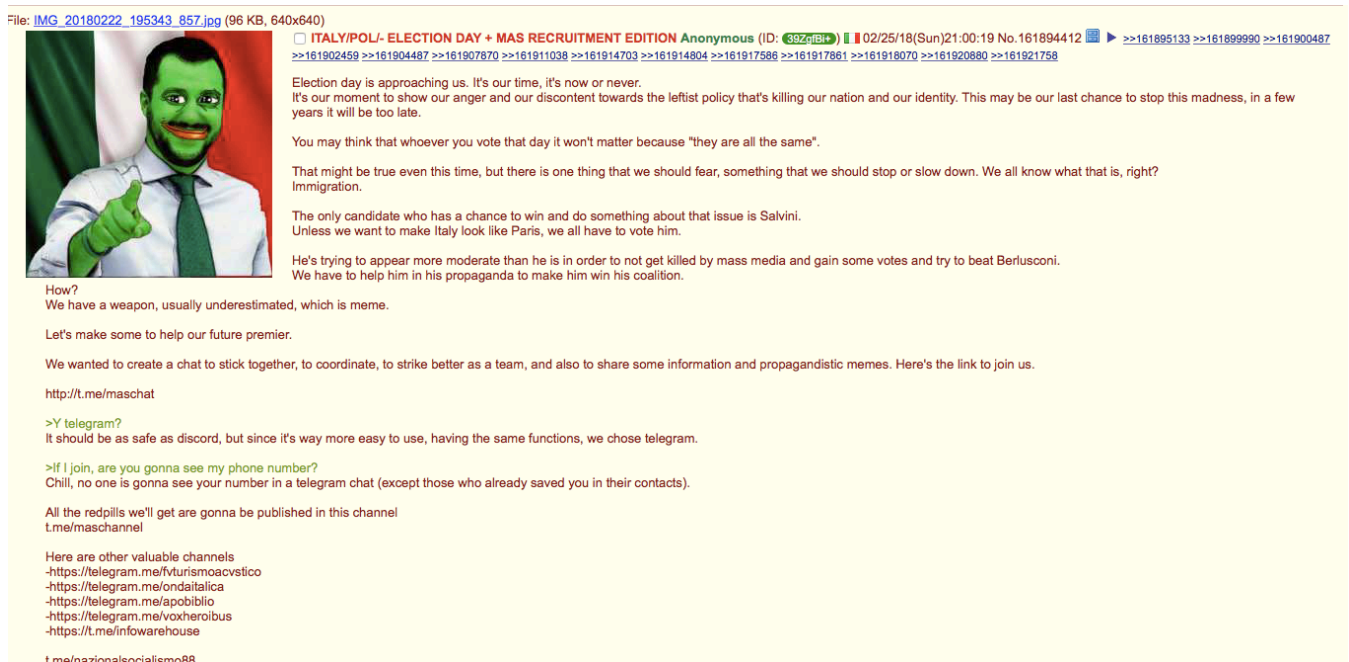 File: IMG_20180222_195343_857.jpg (96 KB, 640x640)
ITALY/POL/- ELECTION DAY + MAS RECRUITMENT EDITION Anonymous (ID: 39ZgfBi+) 02/25/18(Sun)21:00:19 No.161894412 >>161895133 >>161899990 >>161900487
>>161902459 >>161904487 >>161907870 >>161911038 >>161914703 >>161914804 >>161917586 >>161917861 >>161918070 >>161920880 >>161921758
Election day is approaching us. It's our time, it's now or never.
It's our moment to show our anger and our discontent towards the leftist policy that's killing our nation and our identity. This may be our last chance to stop this madness, in a few
years it will be too late.
You may think that whoever you vote that day it won't matter because "they are all the same".
That might be true even this time, but there is one thing that we should fear, something that we should stop or slow down. We all know what that is, right?
Immigration.
The only candidate who has a chance to win and do something about that issue is Salvini.
Unless we want to make Italy look like Paris, we all have to vote him.
He's trying to appear more moderate than he is in order to not get killed by mass media and gain some votes and try to beat Berlusconi.
We have to help him in his propaganda to make him win his coalition.
How?
We have a weapon, usually underestimated, which is meme.
Let's make some to help our future premier.
We wanted to create a chat to stick together, to coordinate, to strike better as a team, and also to share some information and propagandistic memes. Here's the link to join us.
http://t.me/maschat
>Y telegram?
It should be as safe as discord, but since it's way more easy to use, having the same functions, we chose telegram.
>If I join, are you gonna see my phone number?
Chill, no one is gonna see your number in a telegram chat (except those who already saved you in their contacts).
All the redpills we'll get are gonna be published in this channel
t.me/maschannel
Here are other valuable channels
-https://telegram.me/fvturismoacvstico
-https://telegram.me/ondaitalica
-https://telegram.me/apobiblio
-https://telegram.me/voxheroibus
-https://t.me/infowarehouse
t.me/nazionalsocialismo88